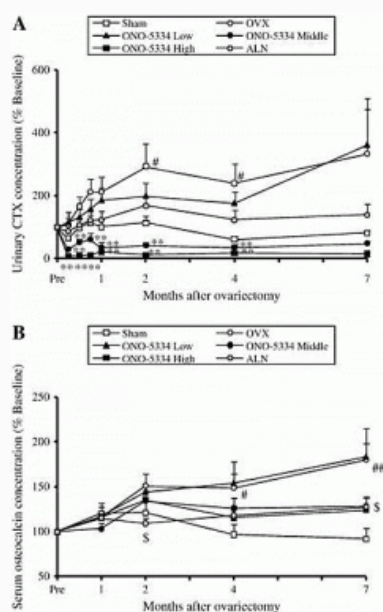 A
Sham OVX
ONO-5334 Low ONO-5334 Middle
ONO-5334 High ALN
Urinary CTX concentration (% Baseline)
600
400
200
0
#
#
**
**
**
**
**
**
**
**
******
Pre 1 2 4 7
Months after ovariectomy
B
Sham OVX
ONO-5334 Low ONO-5334 Middle
ONO-5334 High ALN
Serum osteocalcin concentration (% Baseline)
250
200
150
100
50
#
##
$
$
Pre 1 2 4 7
Months after ovariectomy